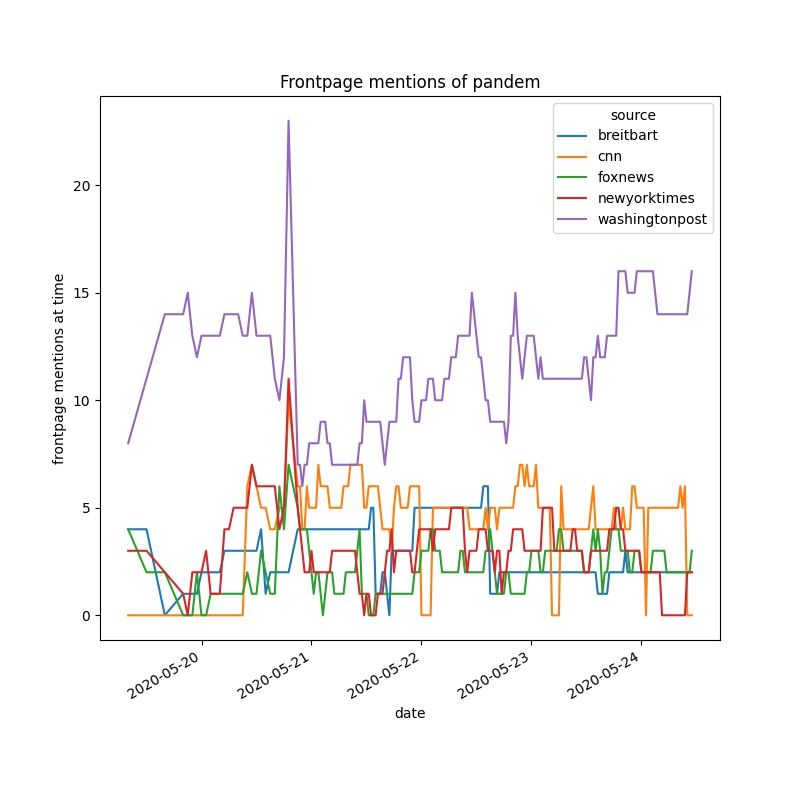 Frontpage mentions of pandem
source
breitbart
cnn
foxnews
newyorktimes
washingtonpost
frontpage mentions at time
20
15
10
5
0
2020-05-20
2020-05-21
2020-05-22
2020-05-23
2020-05-24
date